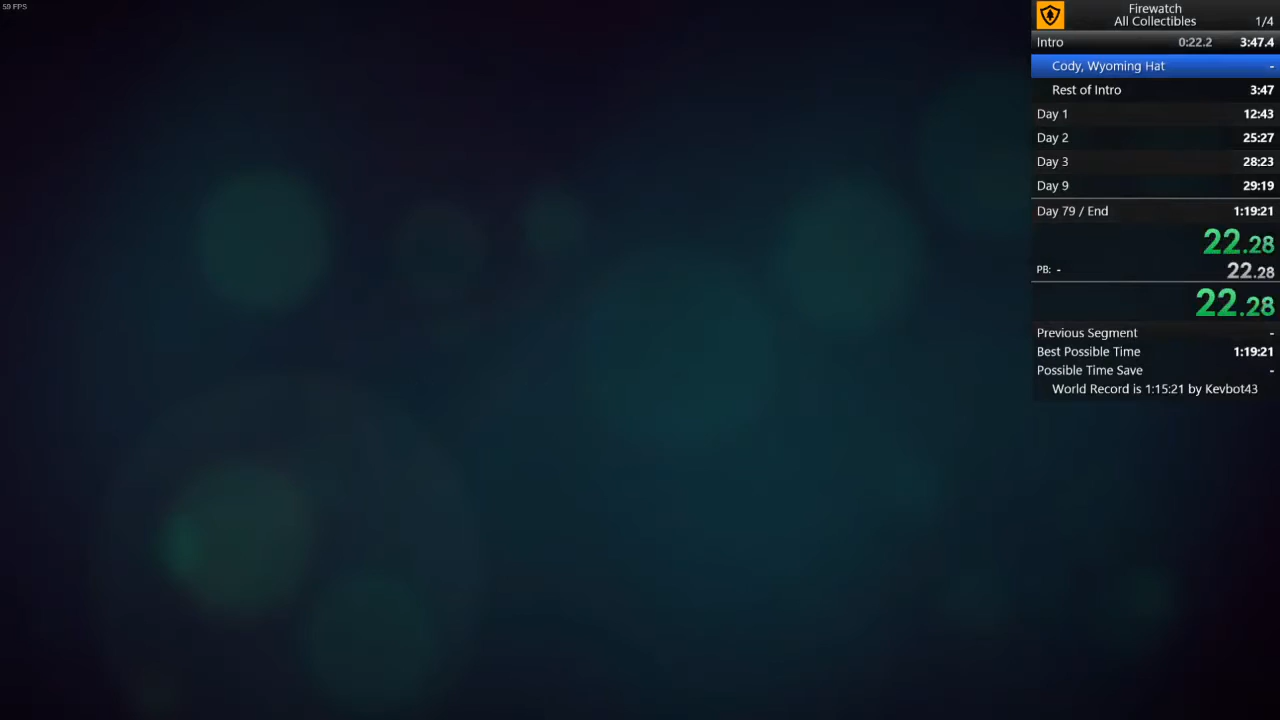 59 FPS
Firewatch
All Collectibles 1/4
Intro 0:22.2 3:47.4
Cody, Wyoming Hat -
Rest of Intro 3:47
Day 1 12:43
Day 2 25:27
Day 3 28:23
Day 9 29:19
Day 79 / End 1:19:21
22.28
PB: - 22.28
22.28
Previous Segment -
Best Possible Time 1:19:21
Possible Time Save -
World Record is 1:15:21 by Kevbot43